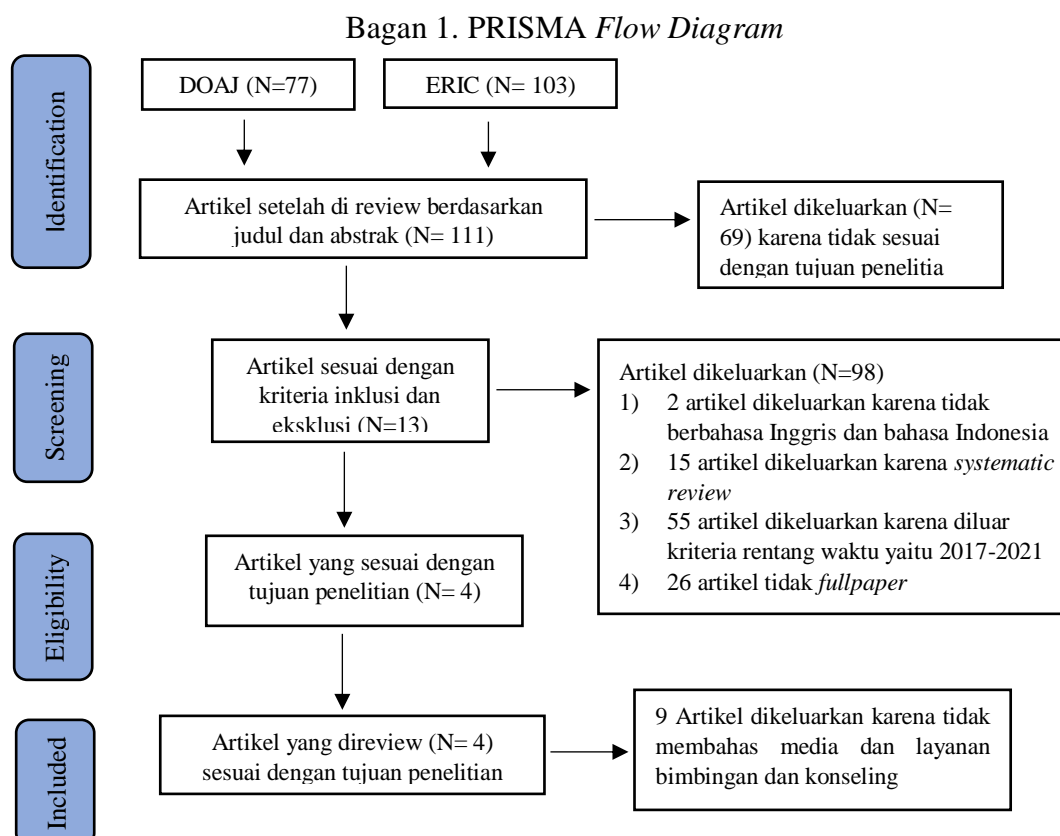 Bagan 1. PRISMA Flow Diagram
Identification
DOAJ (N=77)
ERIC (N= 103)
Artikel setelah di review berdasarkan
judul dan abstrak (N= 111)
Artikel dikeluarkan (N=
69) karena tidak sesuai
dengan tujuan penelitia
Screening
Artikel sesuai dengan
kriteria inklusi dan
eksklusi (N=13)
Artikel dikeluarkan (N=98)
1) 2 artikel dikeluarkan karena tidak
berbahasa Inggris dan bahasa Indonesia
2) 15 artikel dikeluarkan karena systematic
review
3) 55 artikel dikeluarkan karena diluar
kriteria rentang waktu yaitu 2017-2021
4) 26 artikel tidak fullpaper
Eligibility
Artikel yang sesuai dengan
tujuan penelitian (N= 4)
Included
Artikel yang direview (N= 4)
sesuai dengan tujuan penelitian
9 Artikel dikeluarkan karena tidak
membahas media dan layanan
bimbingan dan konseling